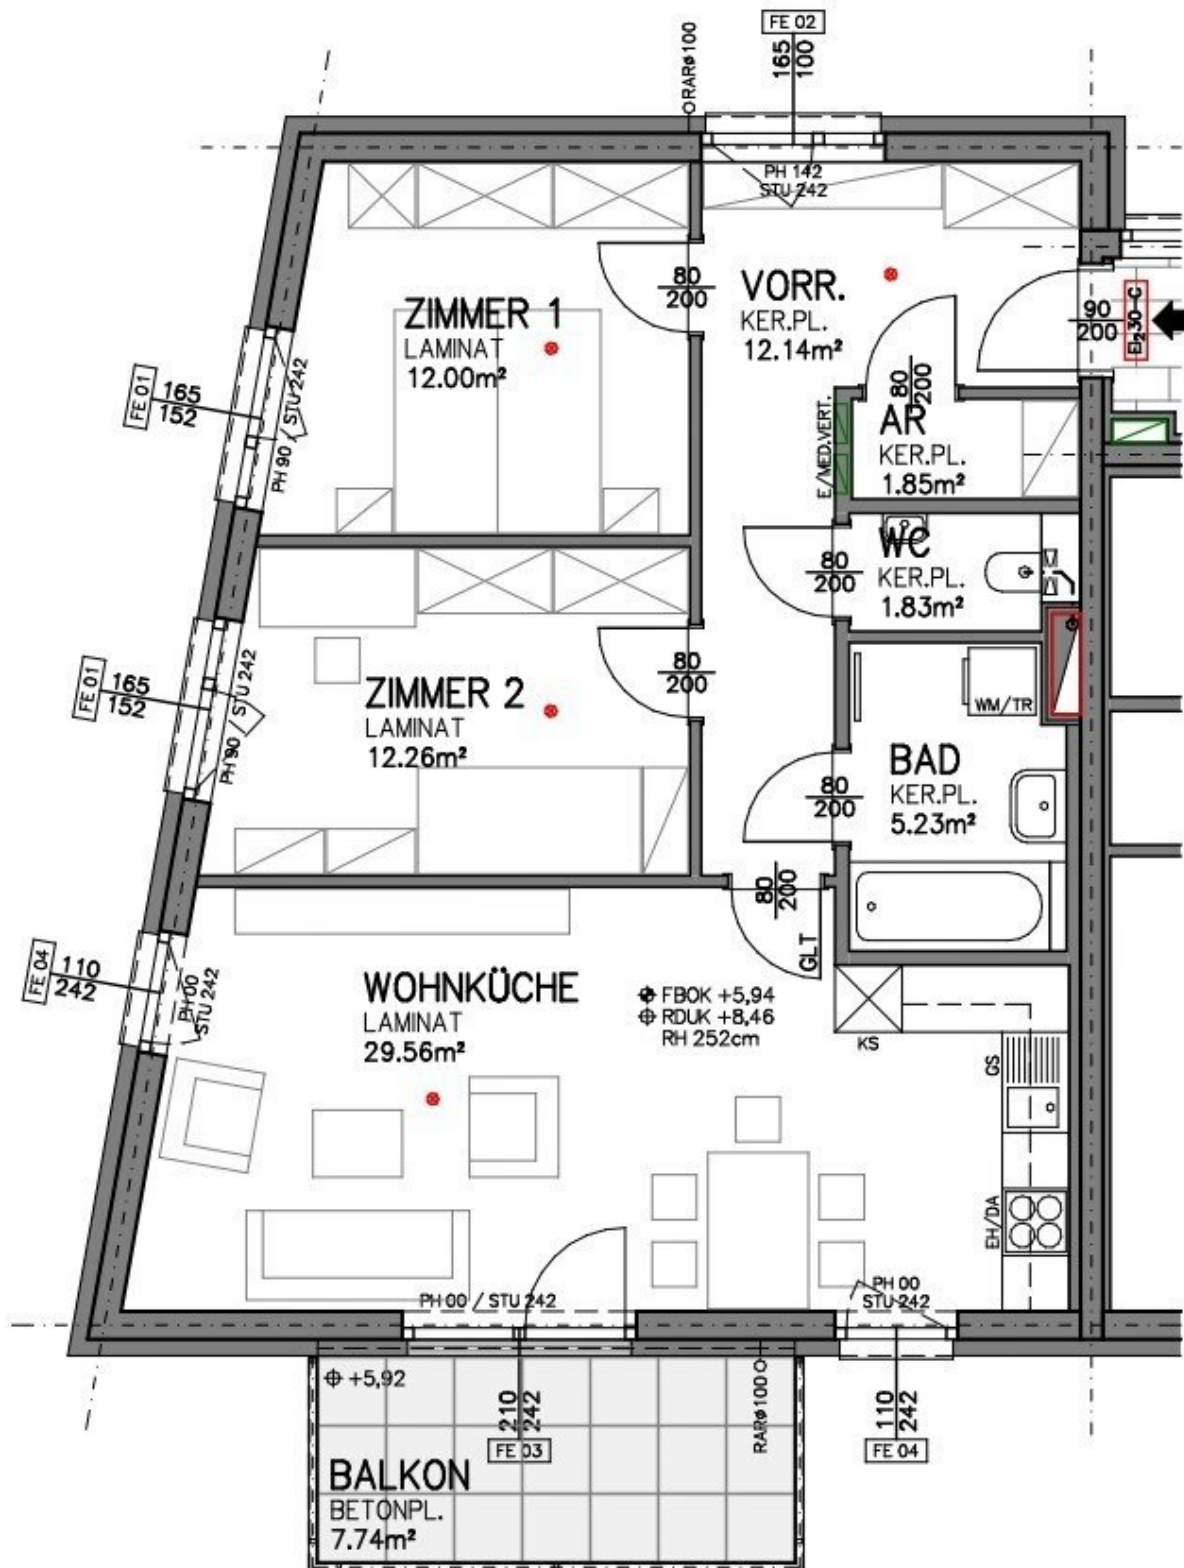 FE 02
165
100
RARø100
PH 142
STU 242
ZIMMER 1
LAMINAT
12.00m²
80
200
VORR.
KER.PL.
12.14m²
90
200
EI₂30-C
FE 01
165
152
PH 90 / STU 242
80
200
E/MED.VERT.
AR
KER.PL.
1.85m²
WC
KER.PL.
1.83m²
80
200
FE 01
165
152
PH 90 / STU 242
ZIMMER 2
LAMINAT
12.26m²
80
200
WM/TR
BAD
KER.PL.
5.23m²
80
200
80
200
GLT
FE 04
110
242
PH 00
STU 242
WOHNKÜCHE
LAMINAT
29.56m²
FBOK +5,94
RDUK +8,46
RH 252cm
KS
GS
EH/DA
PH 00 / STU 242
PH 00
STU 242
+5,92
210
242
FE 03
RARø100
110
242
FE 04
BALKON
BETONPL.
7.74m²